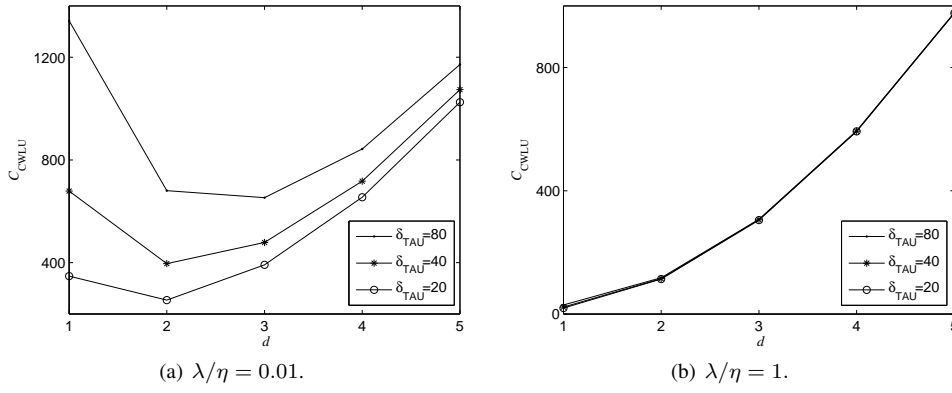 1200
800
400
1 2 3 4 5
C_CWLU
d
δ_TAU=80
δ_TAU=40
δ_TAU=20
(a) λ/η = 0.01.
800
400
0
1 2 3 4 5
C_CWLU
d
δ_TAU=80
δ_TAU=40
δ_TAU=20
(b) λ/η = 1.